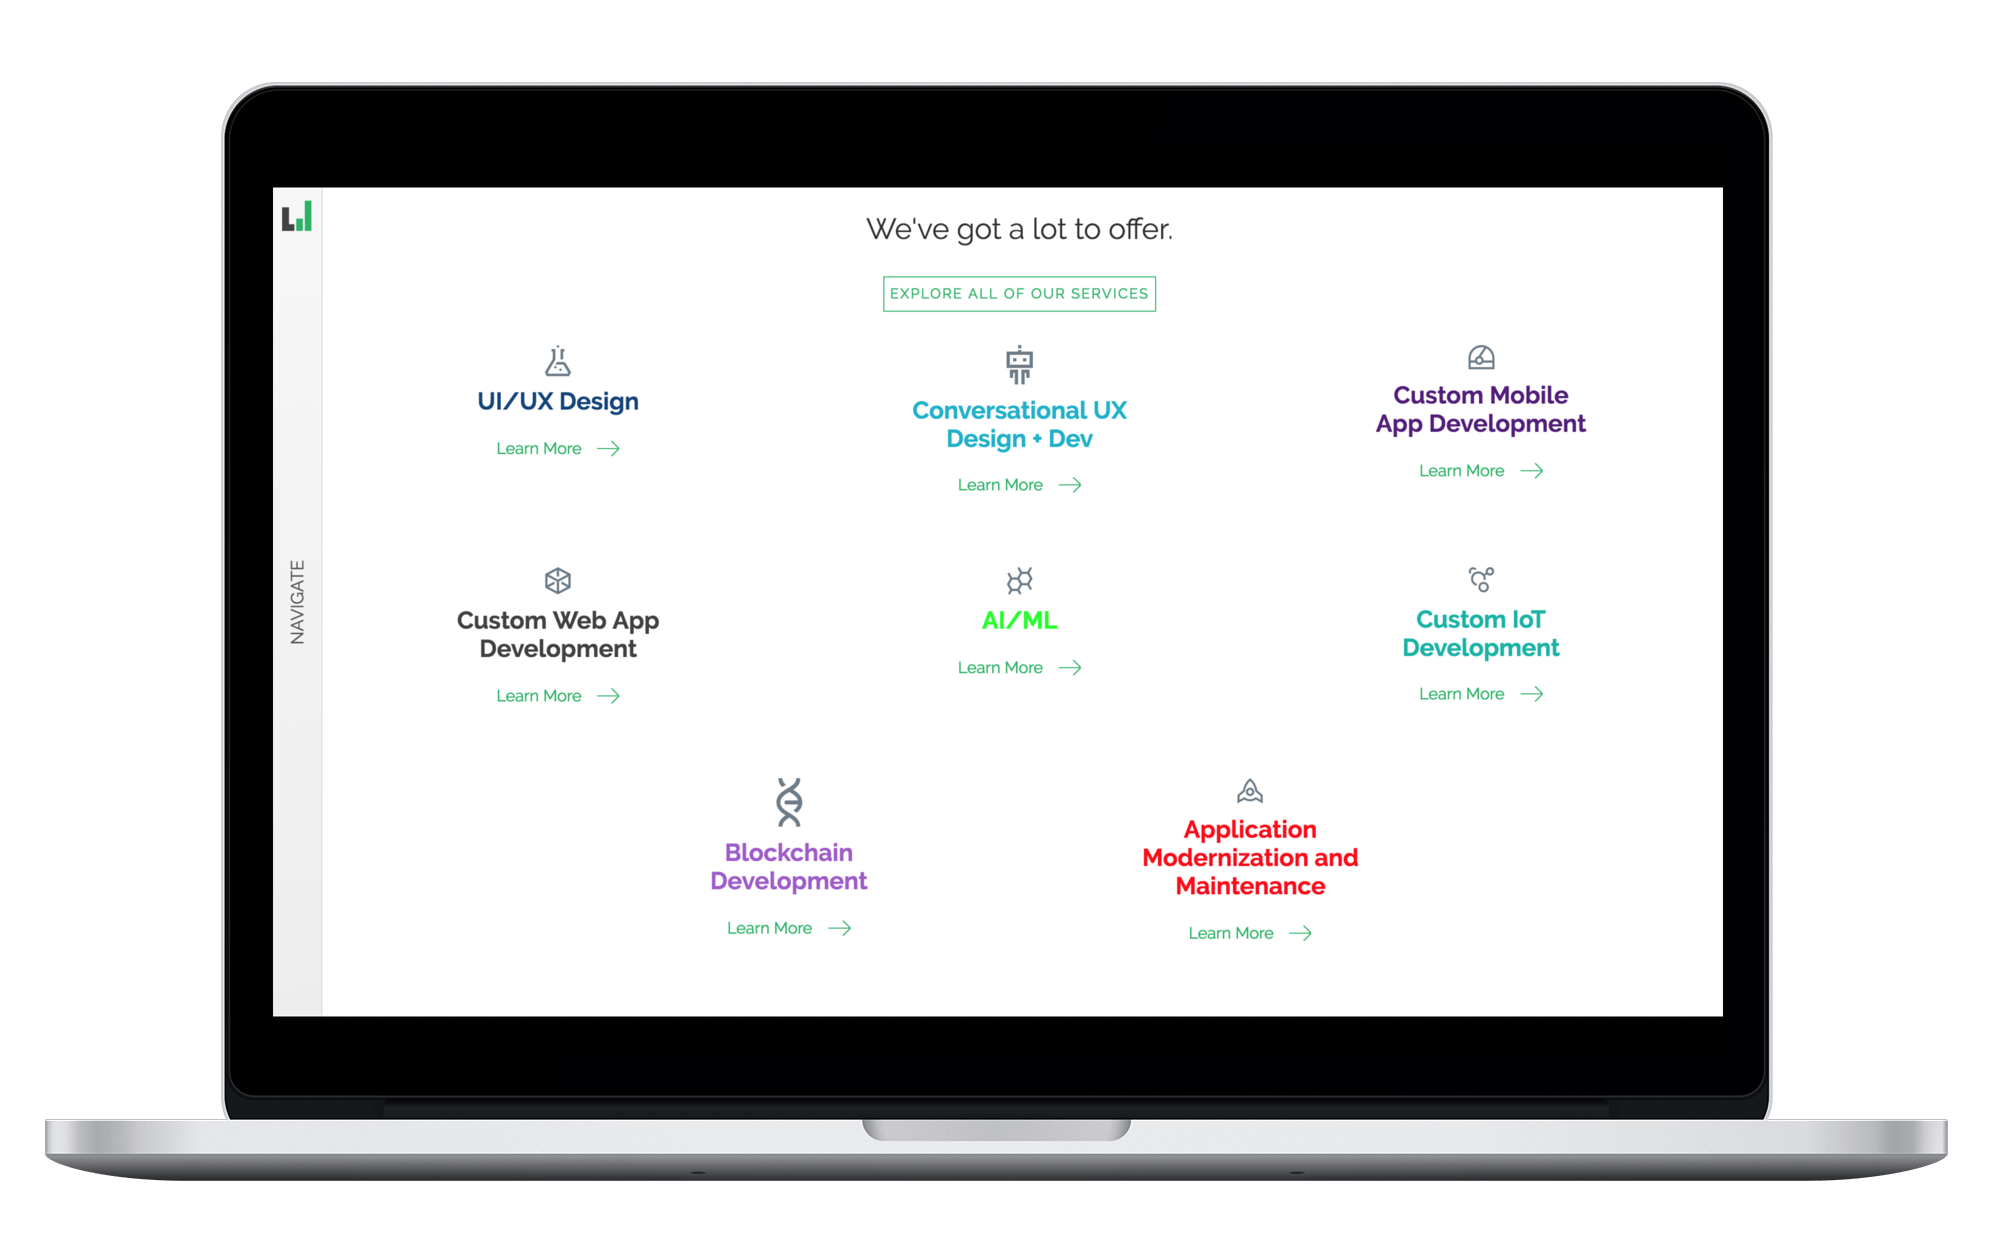 We've got a lot to offer.
EXPLORE ALL OF OUR SERVICES
UI/UX Design
Learn More
Conversational UX
Design + Dev
Learn More
Custom Mobile
App Development
Learn More
NAVIGATE
Custom Web App
Development
Learn More
AI/ML
Learn More
Custom IoT
Development
Learn More
Blockchain
Development
Learn More
Application
Modernization and
Maintenance
Learn More